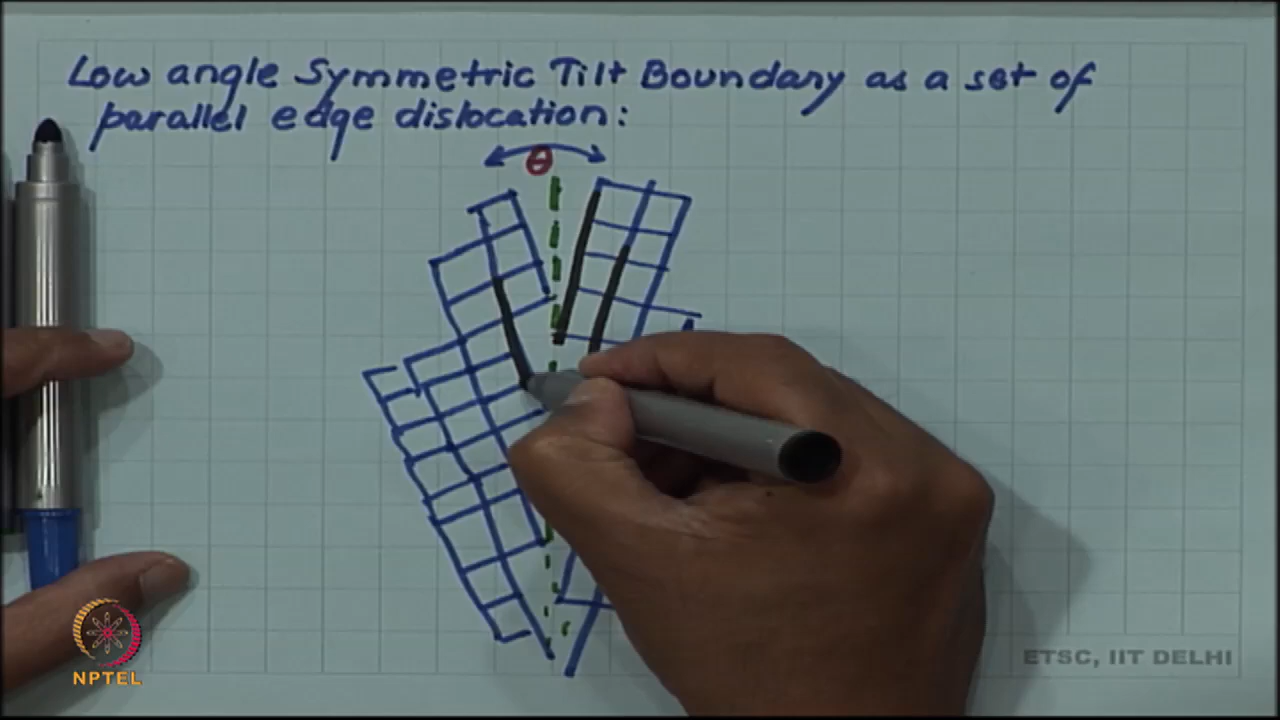 Low angle Symmetric Tilt Boundary as a set of
parallel edge dislocation:
θ
NPTEL
ETSC, IIT DELHI